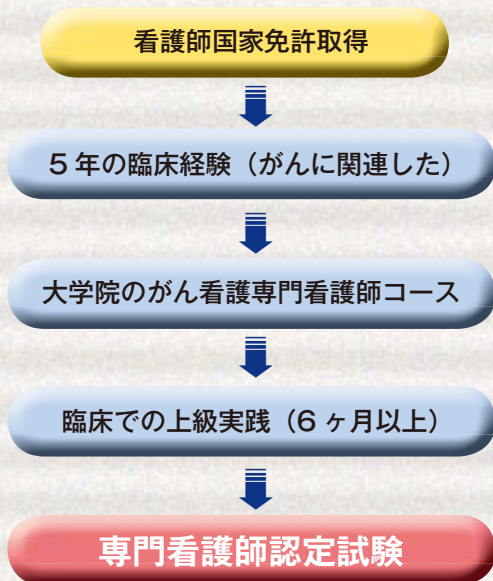 看護師国家免許取得
5年の臨床経験（がんに関連した）
大学院のがん看護専門看護師コース
臨床での上級実践（6ヶ月以上）
専門看護師認定試験